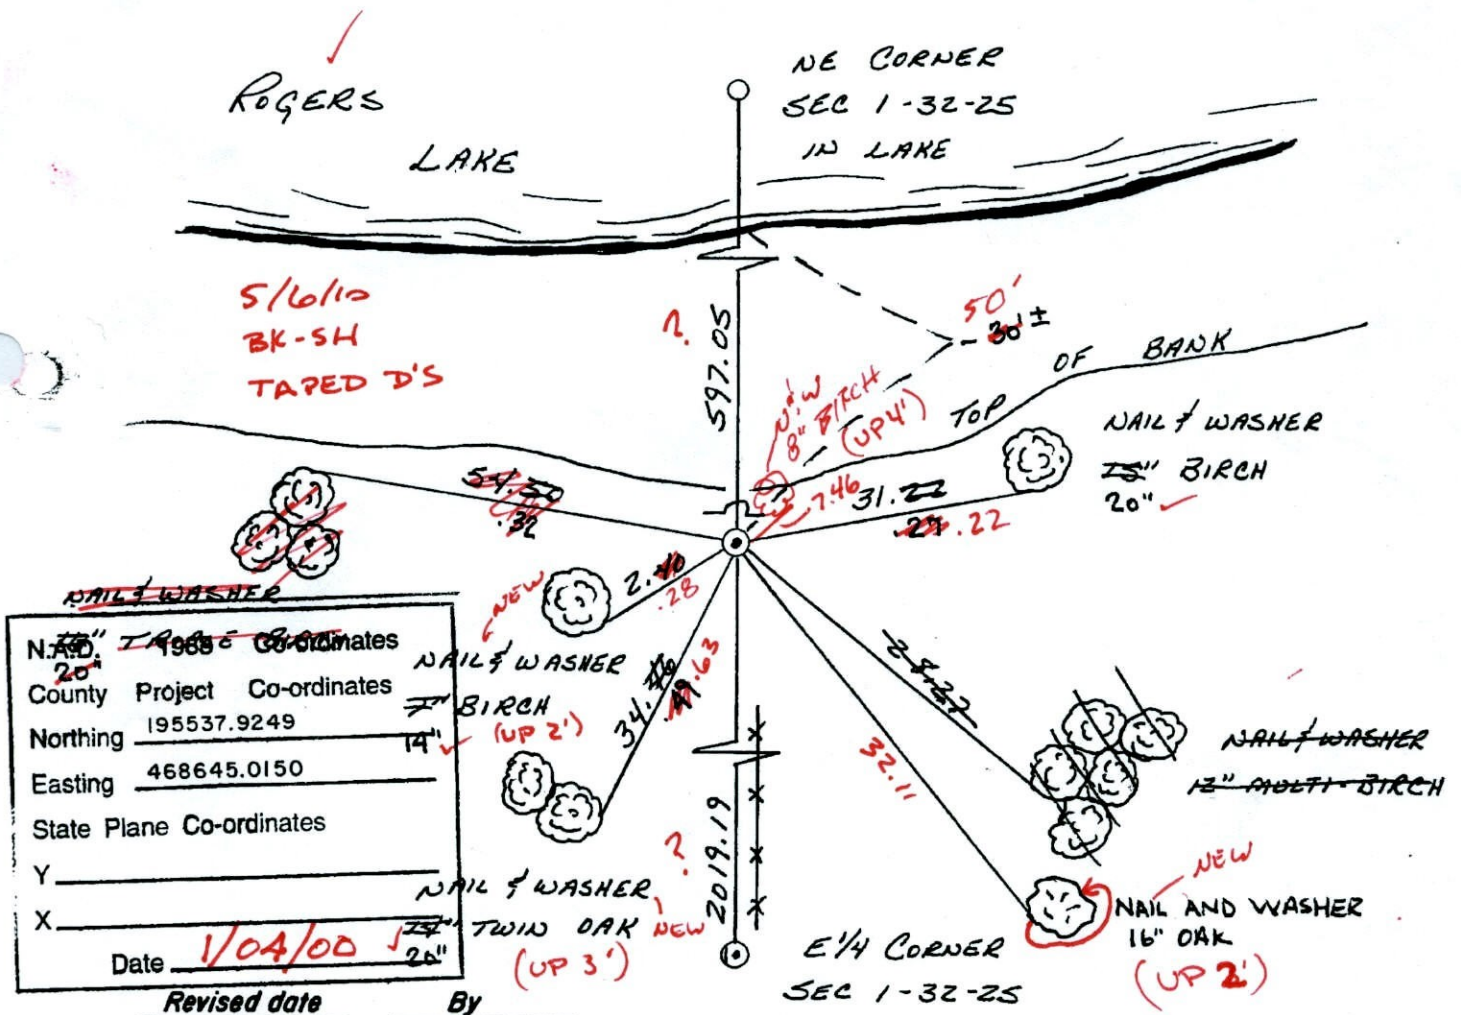 ROGERS
LAKE
NE CORNER
SEC 1-32-25
IN LAKE
5/6/10
BK-SH
TAPED D'S
?
597.05
50'
30' ±
TOP OF BANK
N&W
8" BIRCH
(UP 4')
7.46
NAIL & WASHER
15" BIRCH
20"
31.22
.27 .22
54.50
.32
NAIL & WASHER
20"
2.40
.28
NEW
NAIL & WASHER
7" BIRCH
14"
(UP 2')
34.
.49 .63
28.27
32.11
NAIL & WASHER
12" MULTI-BIRCH
NEW
NAIL AND WASHER
16" OAK
(UP 2')
?
2019.19
NAIL & WASHER
TWIN OAK NEW
20"
(UP 3')
E 1/4 CORNER
SEC 1-32-25
N.A.D. 1988 Co-ordinates
County Project Co-ordinates
Northing 195537.9249
Easting 468645.0150
State Plane Co-ordinates
Y
X
Date 1/04/00
Revised date By